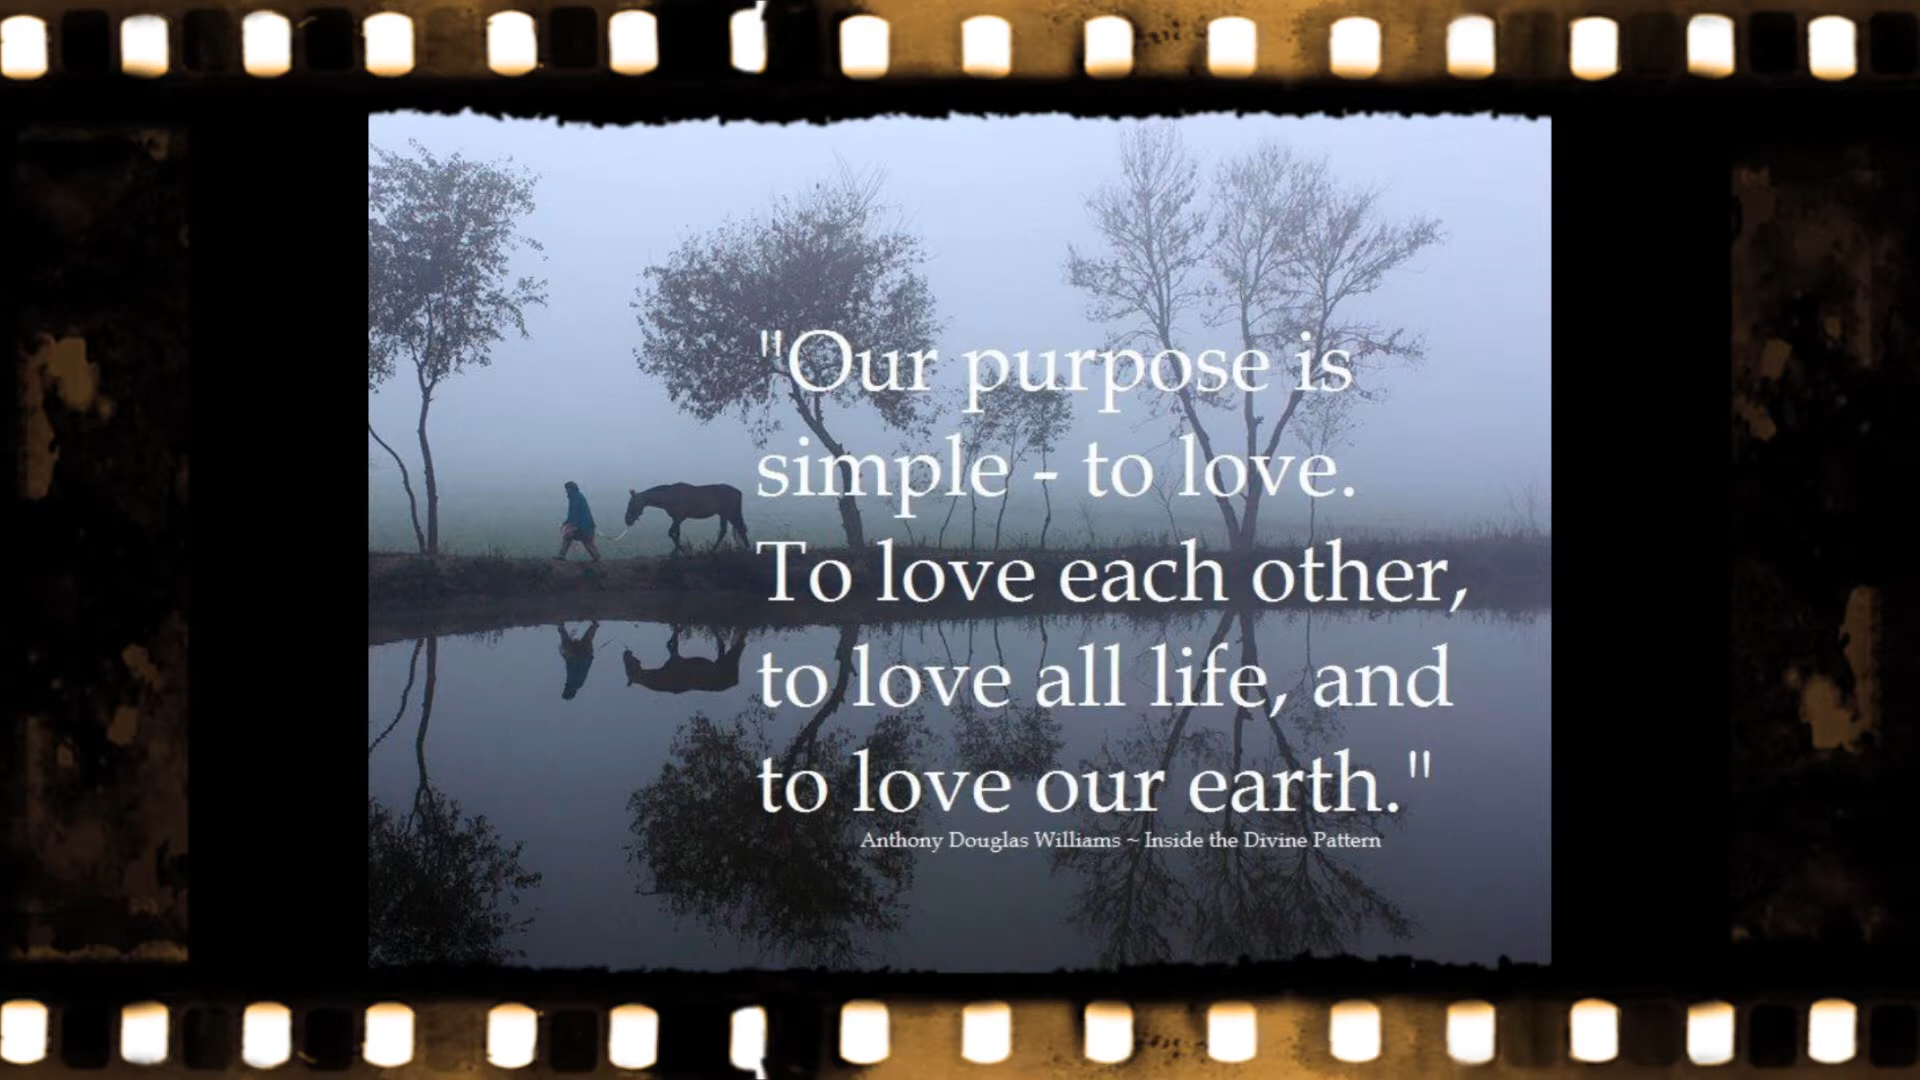 "Our purpose is
simple - to love.
To love each other,
to love all life, and
to love our earth."
Anthony Douglas Williams ~ Inside the Divine Pattern